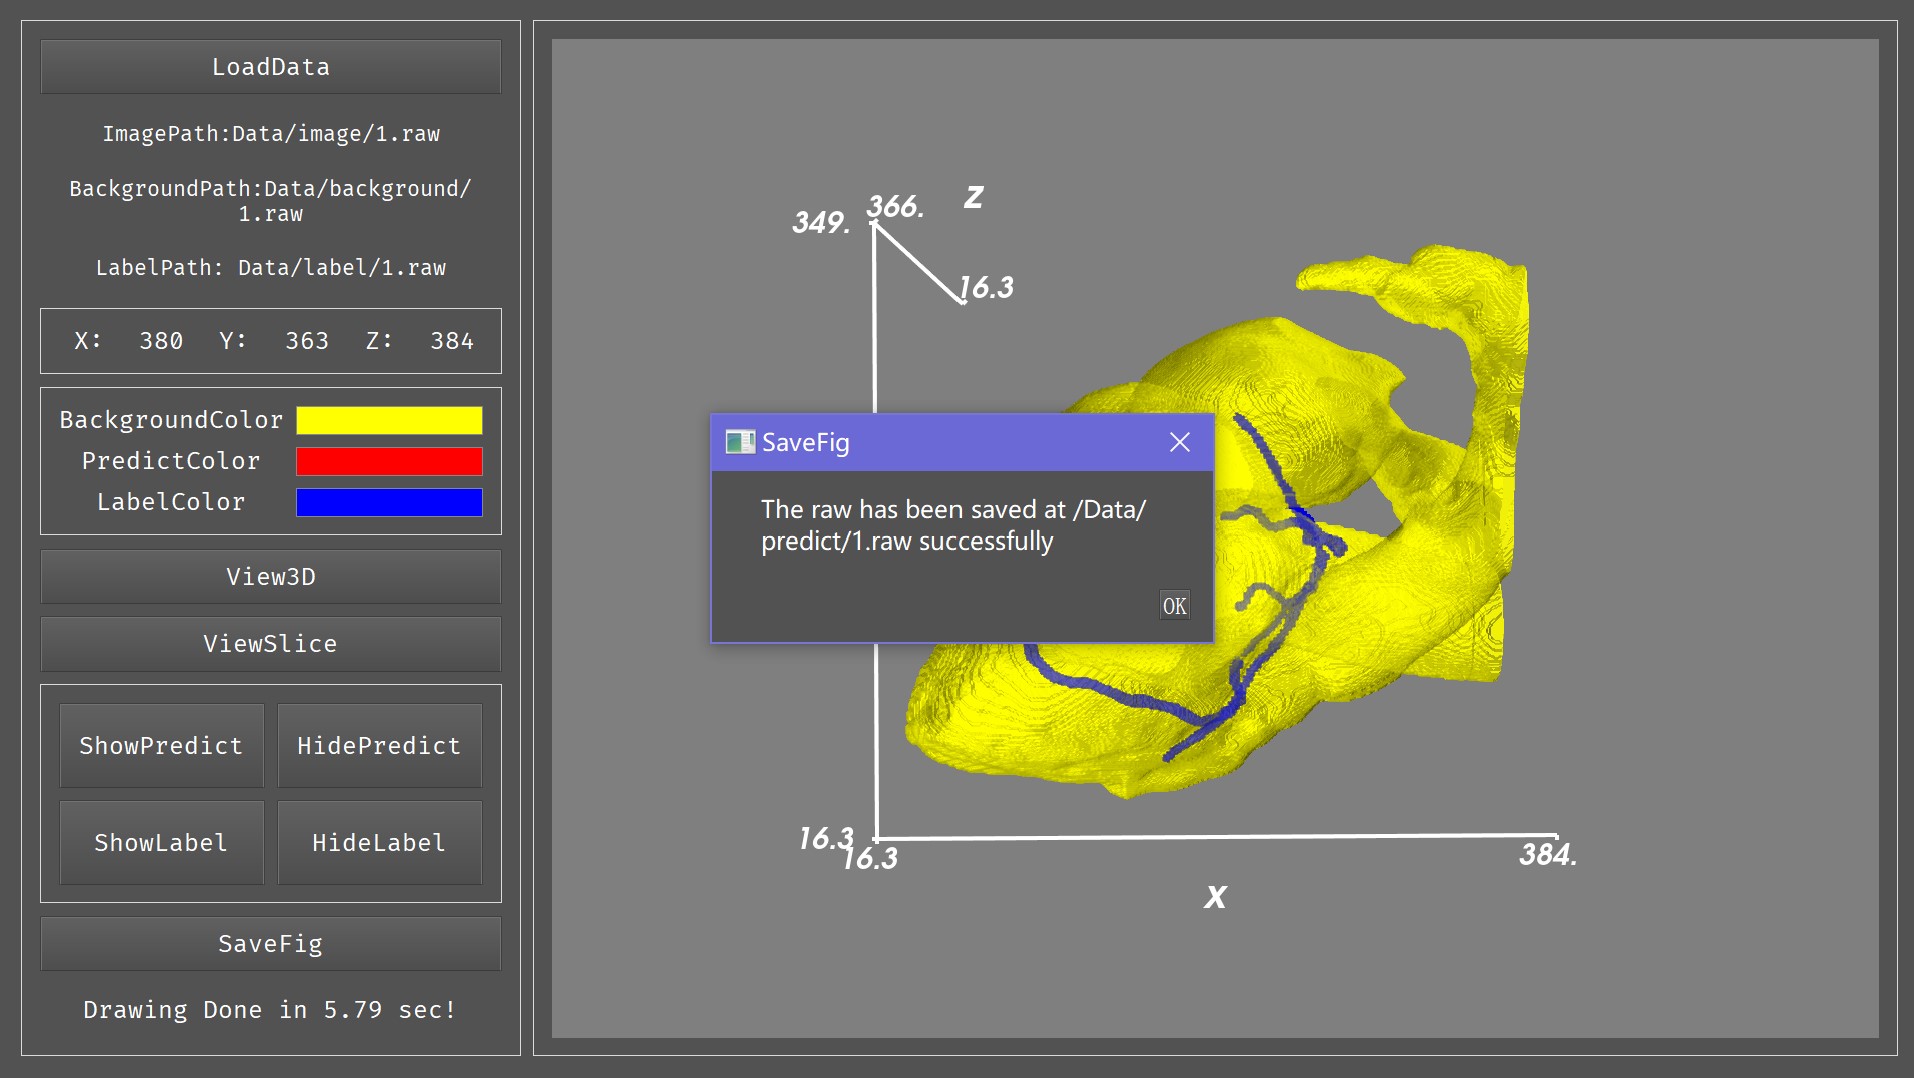 LoadData
ImagePath:Data/image/1.raw
BackgroundPath:Data/background/
1.raw
LabelPath: Data/label/1.raw
X: 380 Y: 363 Z: 384
BackgroundColor
PredictColor
LabelColor
View3D
ViewSlice
ShowPredict HidePredict
ShowLabel HideLabel
SaveFig
Drawing Done in 5.79 sec!
z
366.
349.
16.3
SaveFig
The raw has been saved at /Data/
predict/1.raw successfully
OK
16.3
16.3
384.
x